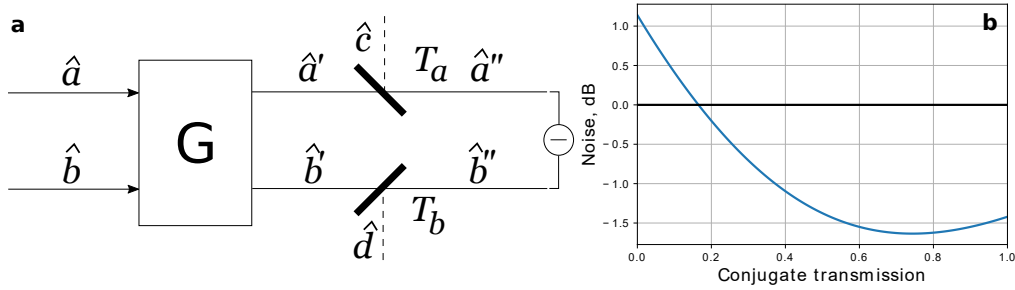 a
â
b̂
G
â′
b̂′
ĉ
d̂
T_a
T_b
â″
b̂″
−
b
Noise, dB
1.0
0.5
0.0
−0.5
−1.0
−1.5
0.0 0.2 0.4 0.6 0.8 1.0
Conjugate transmission